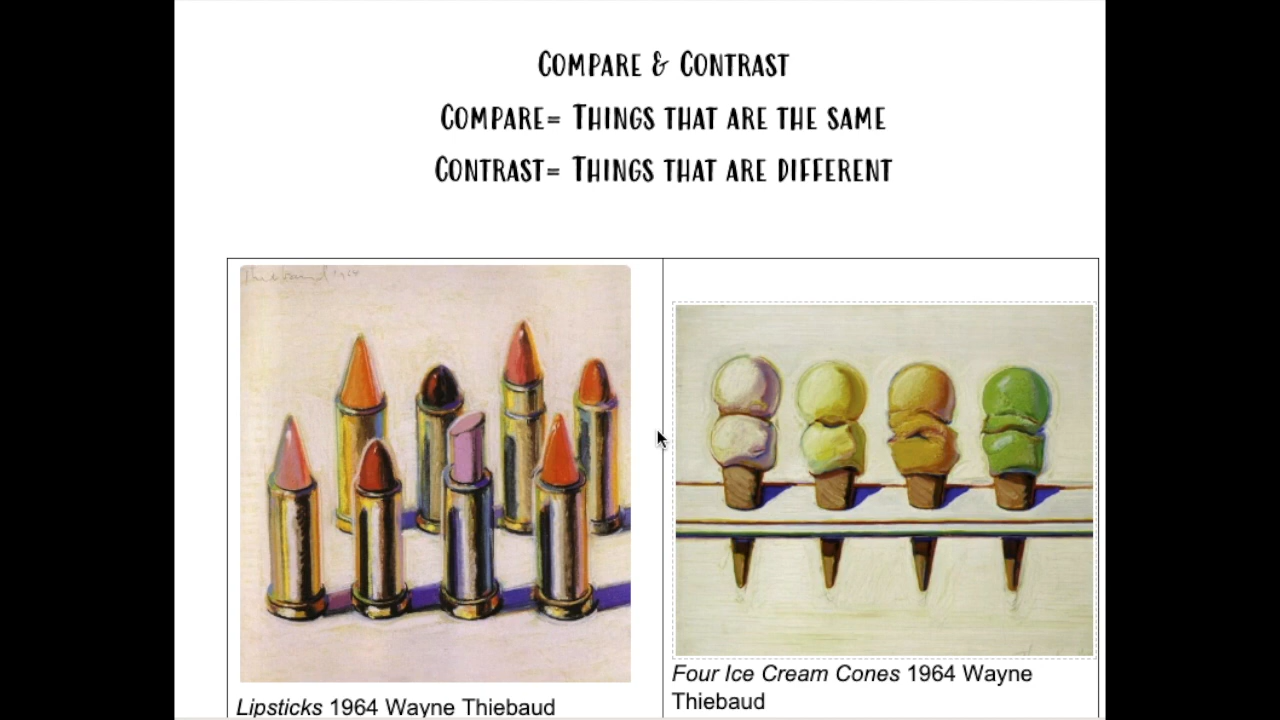 Compare & Contrast
Compare= Things that are the same
Contrast= Things that are different
Lipsticks 1964 Wayne Thiebaud
Four Ice Cream Cones 1964 Wayne
Thiebaud